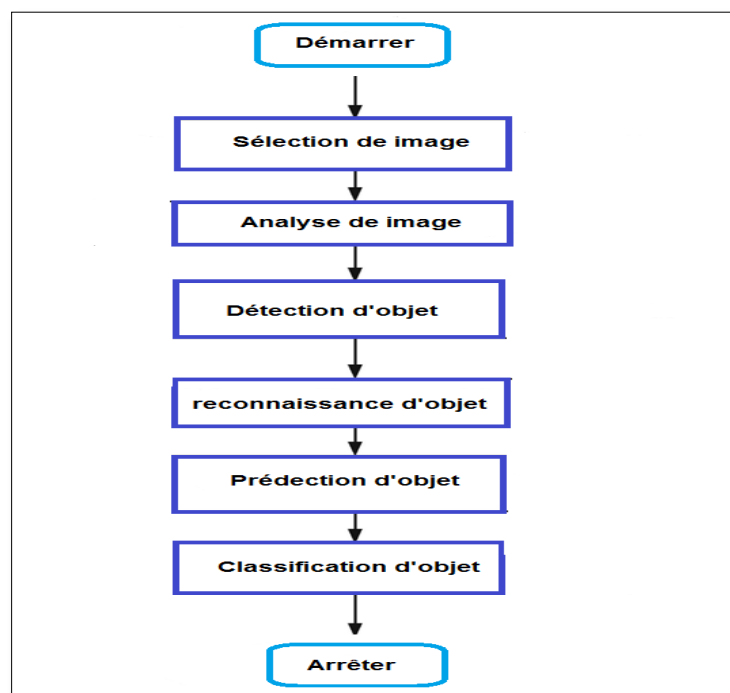 Démarrer
Sélection de image
Analyse de image
Détection d'objet
reconnaissance d'objet
Prédection d'objet
Classification d'objet
Arrêter